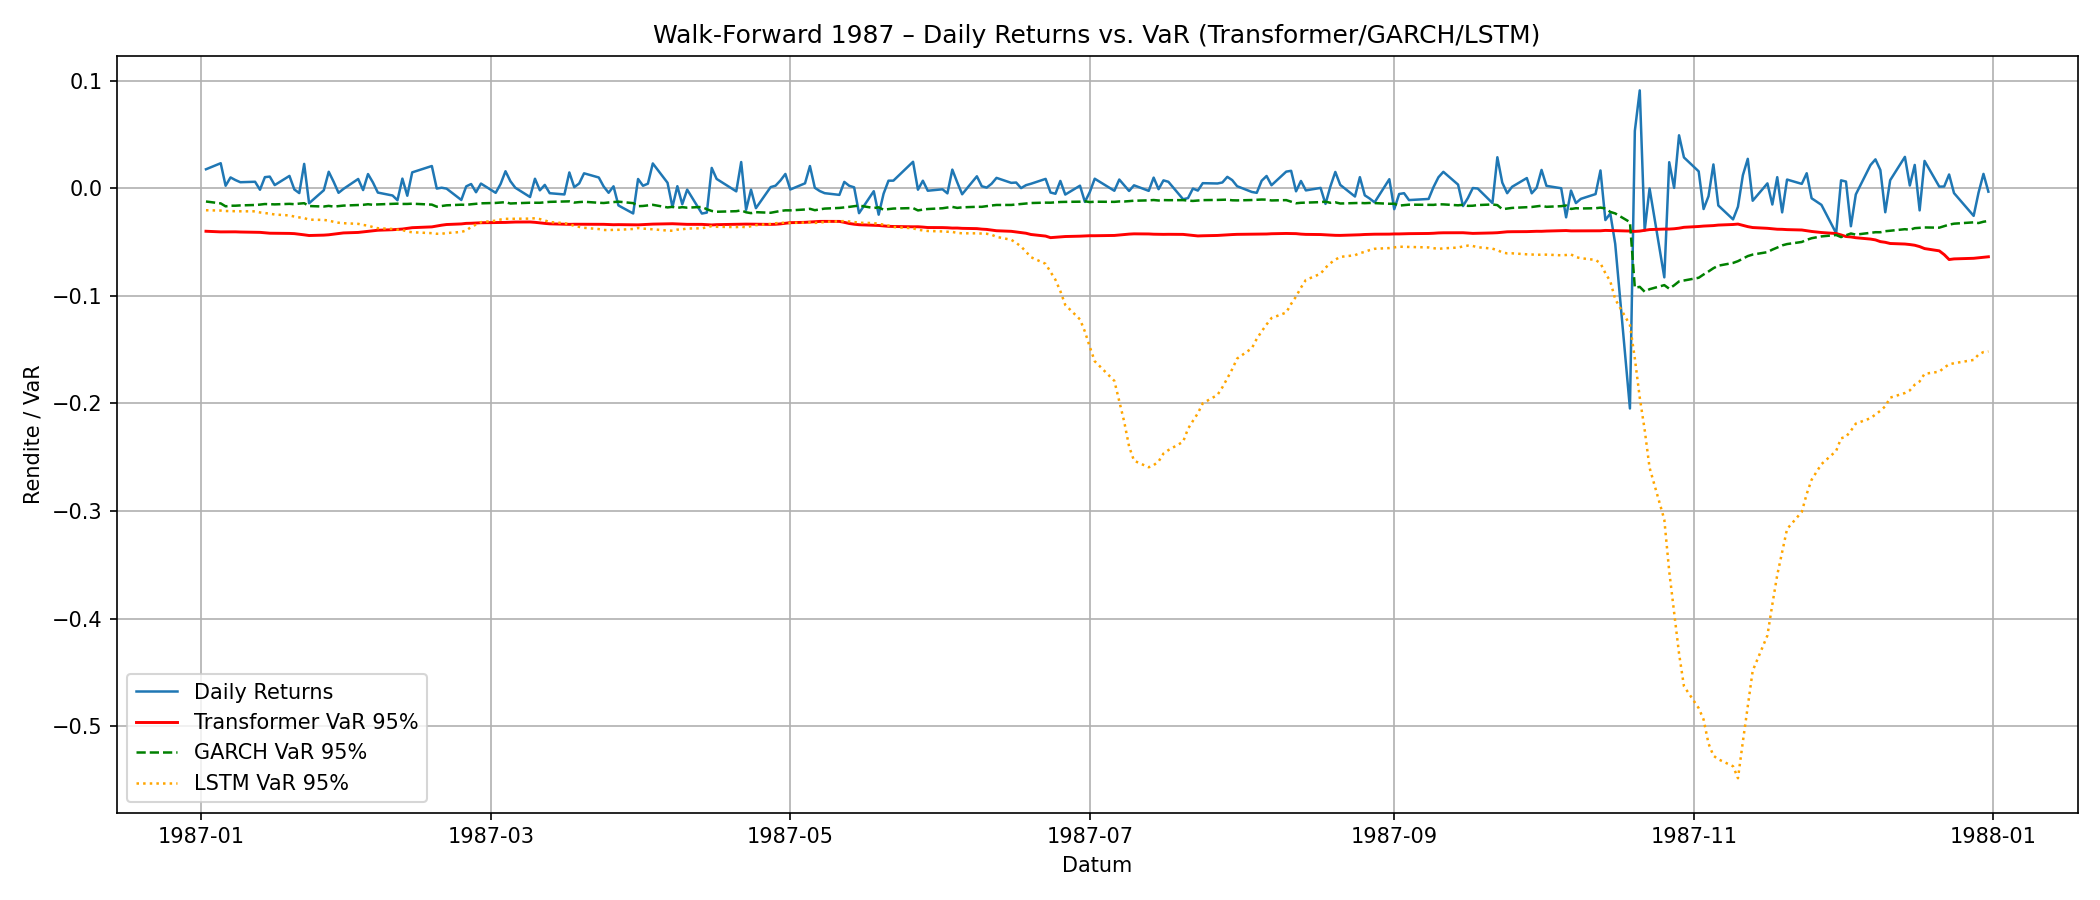 Walk-Forward 1987 – Daily Returns vs. VaR (Transformer/GARCH/LSTM)
Rendite / VaR
0.1
0.0
−0.1
−0.2
−0.3
−0.4
−0.5
Daily Returns
Transformer VaR 95%
GARCH VaR 95%
LSTM VaR 95%
1987-01
1987-03
1987-05
1987-07
1987-09
1987-11
1988-01
Datum